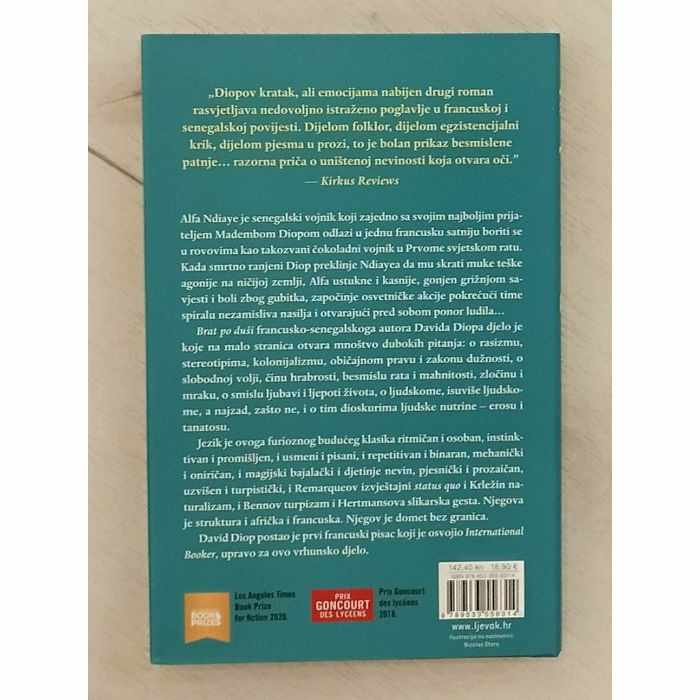 „Diopov kratak, ali emocijama nabijen drugi roman
rasvjetljava nedovoljno istraženo poglavlje u francuskoj i
senegalskoj povijesti. Dijelom folklor, dijelom egzistencijalni
krik, dijelom pjesma u prozi, to je bolan prikaz besmislene
patnje... razorna priča o uništenoj nevinosti koja otvara oči.”
— Kirkus Reviews
Alfa Ndiaye je senegalski vojnik koji zajedno sa svojim najboljim prija-
teljem Madembom Diopom odlazi u jednu francusku satniju boriti se
u rovovima kao takozvani čokoladni vojnik u Prvome svjetskom ratu.
Kada smrtno ranjeni Diop preklinje Ndiayea da mu skrati muke teške
agonije na ničijoj zemlji, Alfa ustukne i kasnije, gonjen grižnjom sa-
vjesti i boli zbog gubitka, započinje osvetničke akcije pokrećući time
spiralu nezamisliva nasilja i otvarajući pred sobom ponor ludila...
Brat po duši francusko-senegalskoga autora Davida Diopa djelo je
koje na malo stranica otvara mnoštvo dubokih pitanja: o rasizmu,
stereotipima, kolonijalizmu, običajnom pravu i zakonu dužnosti, o
slobodnoj volji, činu hrabrosti, besmislu rata i mahnitosti, zločinu i
mraku, o smislu ljubavi i ljepoti života, o ljudskome, isuviše ljudsko-
me, a najzad, zašto ne, i o tim dioskurima ljudske nutrine – erosu i
tanatosu.
Jezik je ovoga furioznog budućeg klasika ritmičan i osoban, instink-
tivan i promišljen, i usmeni i pisani, i repetitivan i binaran, mehanički
i oniričan, i magijski bajalački i djetinje nevin, pjesnički i prozaičan,
uzvišen i turpistički, i Remarqueov izvještajni status quo i Krležin na-
turalizam, i Bennov turpizam i Hertmansova slikarska gesta. Njegova
je struktura i afrička i francuska. Njegov je domet bez granica.
David Diop postao je prvi francuski pisac koji je osvojio International
Booker, upravo za ovo vrhunsko djelo.
BOOK PRIZES
Los Angeles Times
Book Prize
for fiction 2020.
PRIX
GONCOURT
DES LYCÉENS
Prix Goncourt
des lycéens
2018.
142,40 kn 18,90 €
9 789533 556314
www.ljevak.hr
Ilustracija na naslovnici:
Nicolas Otero